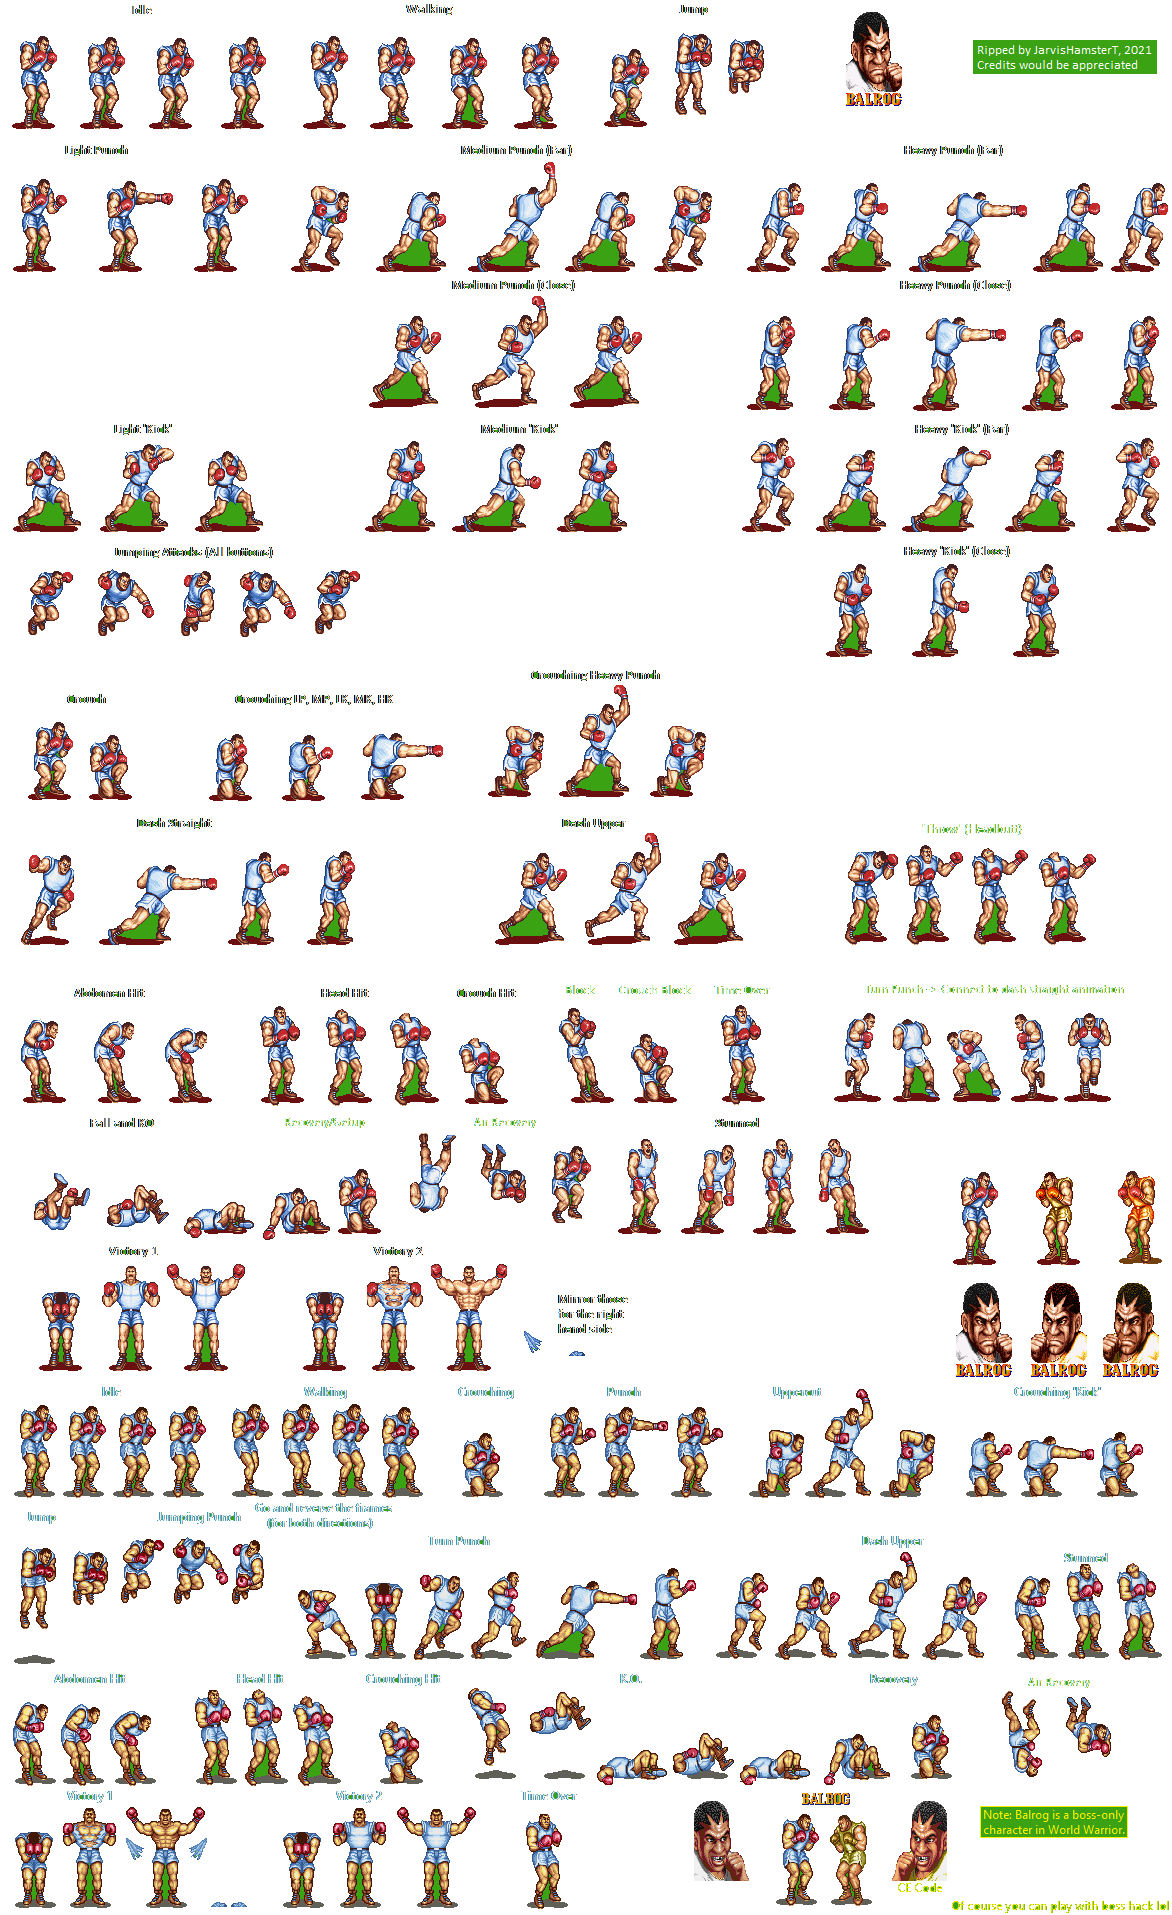 Idle
Walking
Jump
Ripped by JarvisHamsterT, 2021
Credits would be appreciated
BALROG
Light Punch
Medium Punch (Far)
Heavy Punch (Far)
Medium Punch (Close)
Heavy Punch (Close)
Light "Kick"
Medium "Kick"
Heavy "Kick" (Far)
Jumping Attacks (All buttons)
Heavy "Kick" (Close)
Crouching Heavy Punch
Crouch
Crouching LP, MP, LK, MK, HK
Dash Straight
Dash Upper
"Throw" (Headbutt)
Abdomen Hit
Head Hit
Crouch Hit
Block
Crouch Block
Time Over
Turn Punch -> Connect to dash straight animation
Fall and KO
Recovery/Getup
Air Recovery
Stunned
Victory 1
Victory 2
Mirror those
for the right
hand side
BALROG
BALROG
BALROG
Idle
Walking
Crouching
Punch
Uppercut
Crouching "Kick"
Jump
Jumping Punch
Go and reverse the frames
(for both directions)
Turn Punch
Dash Upper
Stunned
Abdomen Hit
Head Hit
Crouching Hit
K.O.
Recovery
Air Recovery
Victory 1
Victory 2
Time Over
BALROG
CE Code
Note: Balrog is a boss-only
character in World Warrior.
Of course you can play with boss hack lol